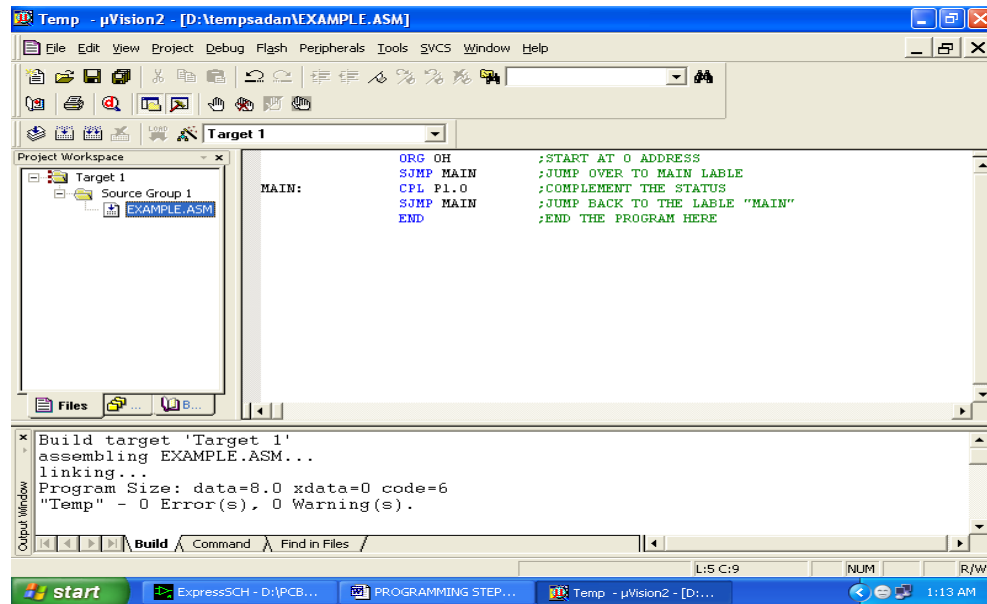 Temp - µVision2 - [D:\tempsadan\EXAMPLE.ASM]
File Edit View Project Debug Flash Peripherals Tools SVCS Window Help
LOAD Target 1
Project Workspace
Target 1
Source Group 1
EXAMPLE.ASM
ORG 0H ;START AT 0 ADDRESS
SJMP MAIN ;JUMP OVER TO MAIN LABLE
MAIN: CPL P1.0 ;COMPLEMENT THE STATUS
SJMP MAIN ;JUMP BACK TO THE LABLE "MAIN"
END ;END THE PROGRAM HERE
Files ... B...
Build target 'Target 1'
assembling EXAMPLE.ASM...
linking...
Program Size: data=8.0 xdata=0 code=6
"Temp" - 0 Error(s), 0 Warning(s).
Output Window
Build Command Find in Files
L:5 C:9 NUM R/W
start ExpressSCH - D:\PCB... PROGRAMMING STEP... Temp - µVision2 - [D:... 1:13 AM